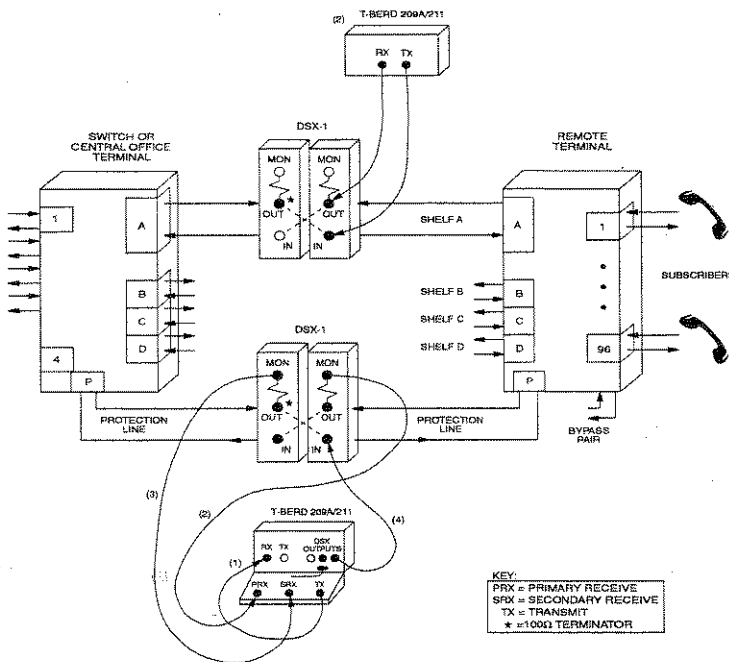 (2) T-BERD 209A/211
RX TX
DSX-1
SWITCH OR
CENTRAL OFFICE
TERMINAL
REMOTE
TERMINAL
MON MON
★
OUT OUT
IN IN
1
A
SHELF A
A
1
SUBSCRIBERS
B
C
D
SHELF B
SHELF C
SHELF D
B
C
D
96
4
P
DSX-1
MON MON
★
OUT OUT
IN IN
P
PROTECTION
LINE
PROTECTION
LINE
BYPASS
PAIR
(3)
(2)
(4)
T-BERD 209A/211
(1)
RX TX DSX
OUTPUTS
PRX SRX TX
KEY:
PRX = PRIMARY RECEIVE
SRX = SECONDARY RECEIVE
TX = TRANSMIT
★ = 100Ω TERMINATOR